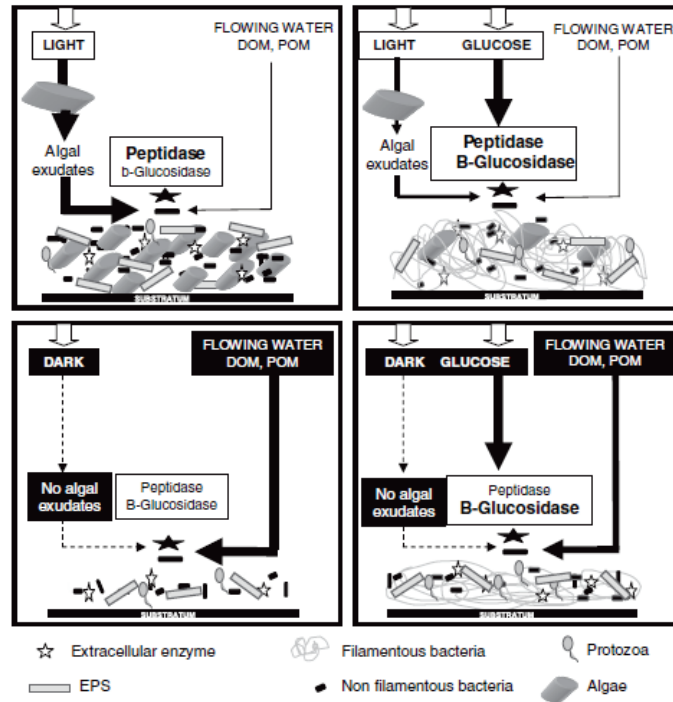 LIGHT
FLOWING WATER
DOM, POM
Algal
exudates
Peptidase
b-Glucosidase
SUBSTRATUM
LIGHT GLUCOSE
FLOWING WATER
DOM, POM
Algal
exudates
Peptidase
B-Glucosidase
SUBSTRATUM
DARK
FLOWING WATER
DOM, POM
No algal
exudates
Peptidase
B-Glucosidase
SUBSTRATUM
DARK GLUCOSE
FLOWING WATER
DOM, POM
No algal
exudates
Peptidase
B-Glucosidase
SUBSTRATUM
Extracellular enzyme
Filamentous bacteria
Protozoa
EPS
Non filamentous bacteria
Algae